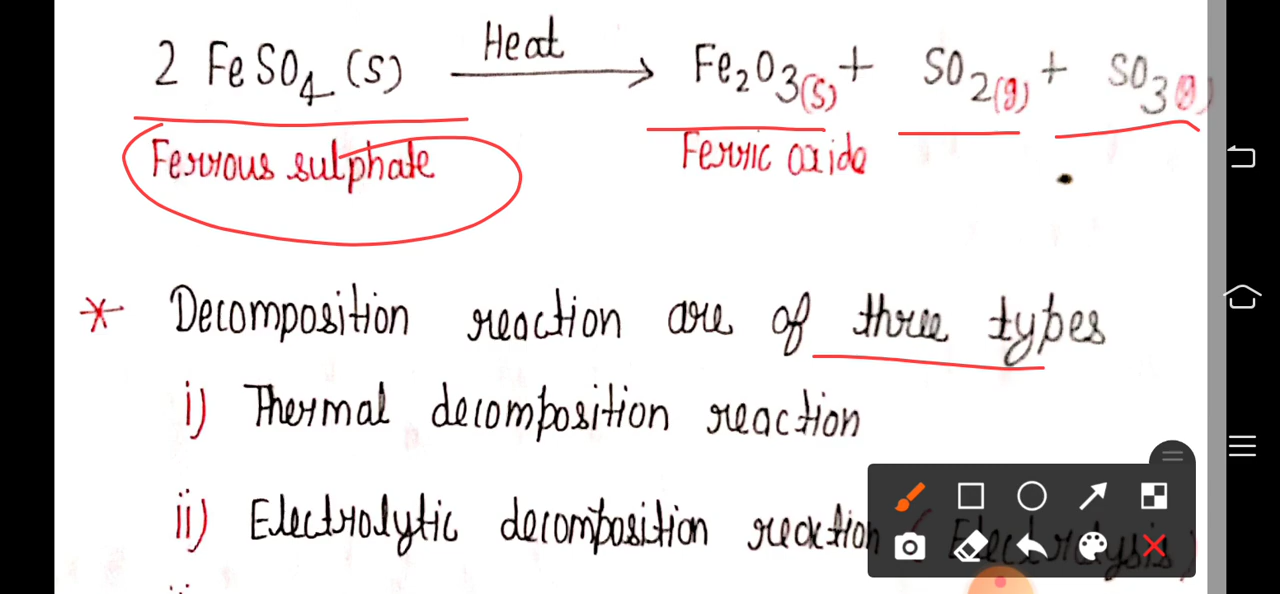 2 FeSO4 (s) Heat → Fe2O3(s) + SO2(g) + SO3(g)
Ferrous sulphate Ferric oxide
* Decomposition reaction are of three types
i) Thermal decomposition reaction
ii) Electrolytic decomposition reaction (Electrolysis)